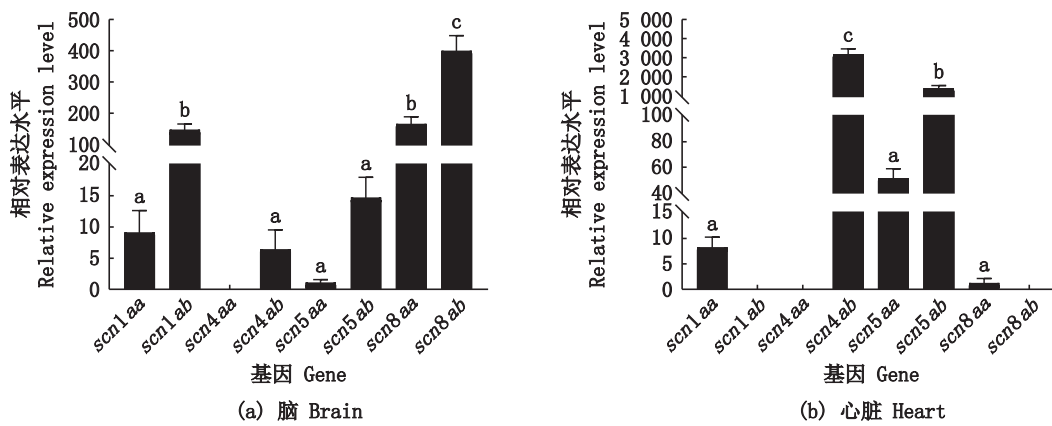 相对表达水平
Relative expression level
500
400
300
200
100
20
15
10
5
0
a
b
a
a
a
b
c
scn1aa
scn1ab
scn4aa
scn4ab
scn5aa
scn5ab
scn8aa
scn8ab
基因 Gene
(a) 脑 Brain
相对表达水平
Relative expression level
5 000
4 000
3 000
2 000
1 000
100
80
60
40
15
10
5
0
a
c
a
b
a
scn1aa
scn1ab
scn4aa
scn4ab
scn5aa
scn5ab
scn8aa
scn8ab
基因 Gene
(b) 心脏 Heart